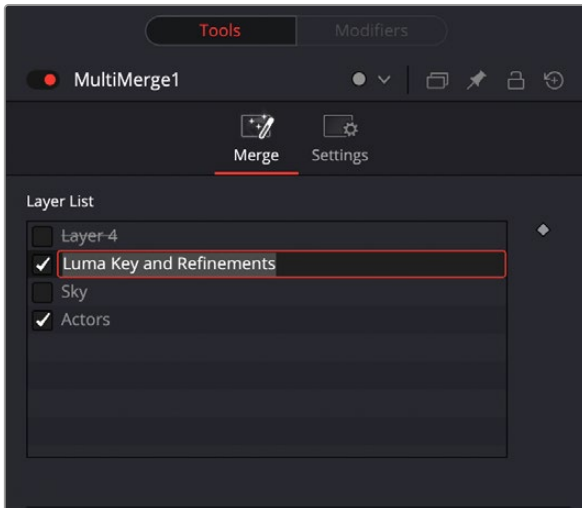 Tools Modifiers
MultiMerge1
Merge Settings
Layer List
Layer 4
Luma Key and Refinements
Sky
Actors